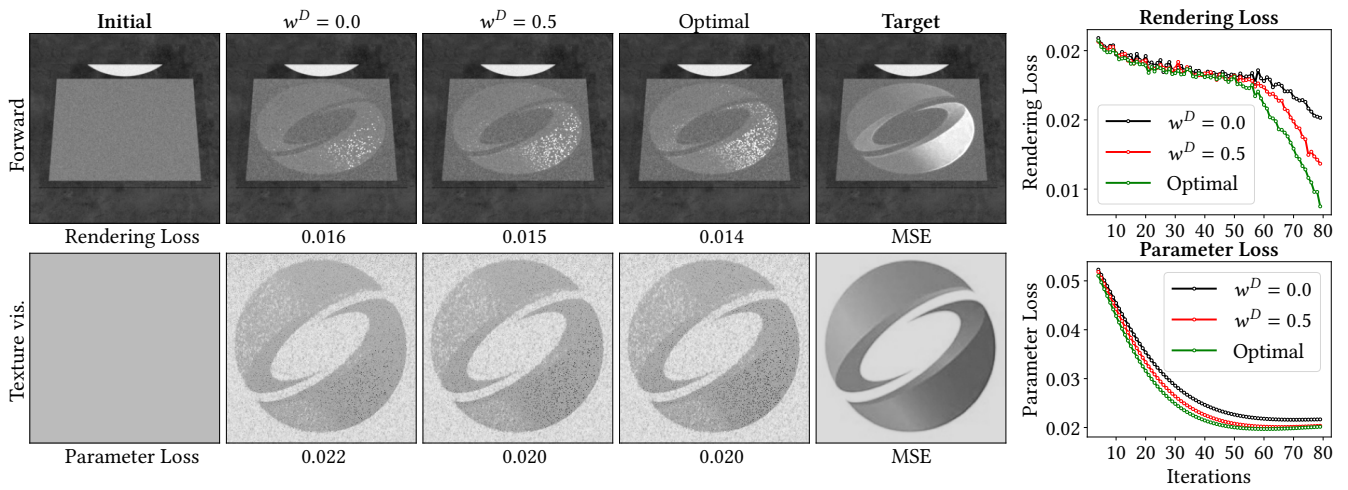 Initial
w^D = 0.0
w^D = 0.5
Optimal
Target
Forward
Rendering Loss
0.016
0.015
0.014
MSE
Texture vis.
Parameter Loss
0.022
0.020
0.020
MSE
Rendering Loss
Rendering Loss
0.02
0.02
0.01
w^D = 0.0
w^D = 0.5
Optimal
10 20 30 40 50 60 70 80
Parameter Loss
Parameter Loss
0.05
0.04
0.03
0.02
w^D = 0.0
w^D = 0.5
Optimal
10 20 30 40 50 60 70 80
Iterations